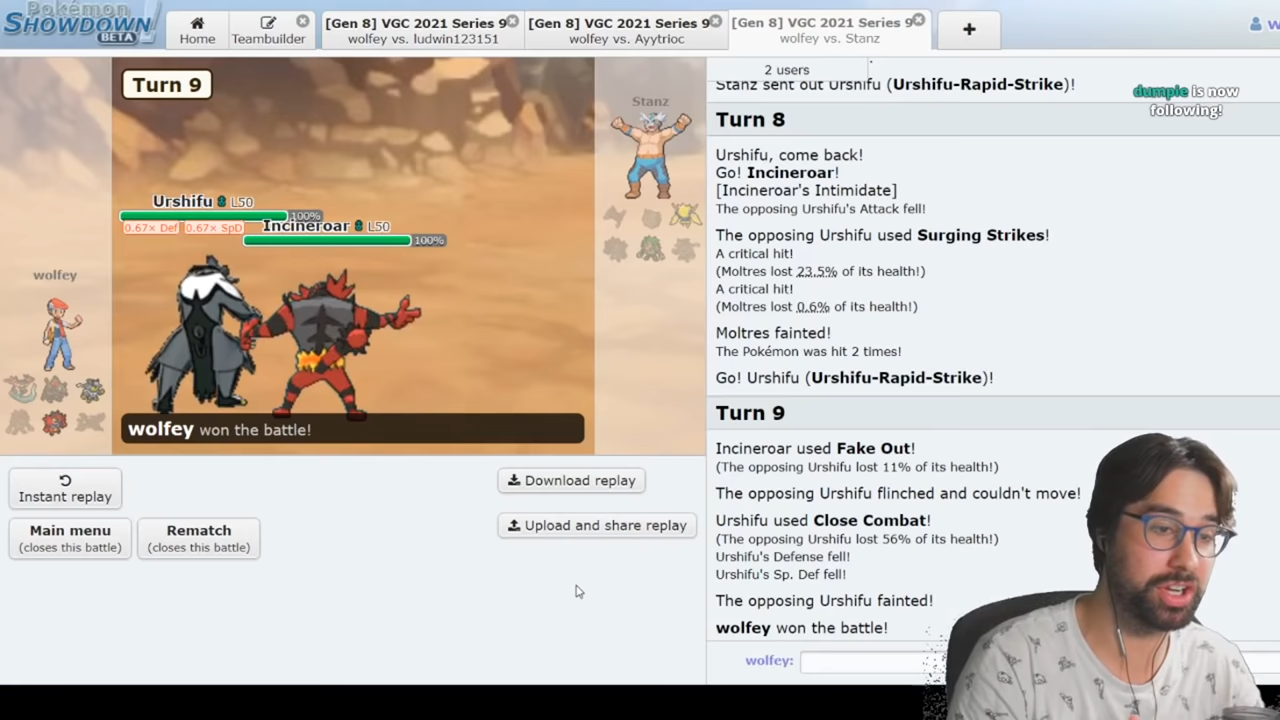 Pokémon
SHOWDOWN
BETA
Home
Teambuilder
[Gen 8] VGC 2021 Series 9
wolfey vs. ludwin123151
[Gen 8] VGC 2021 Series 9
wolfey vs. Ayytrioc
[Gen 8] VGC 2021 Series 9
wolfey vs. Stanz
+
w
Turn 9
Urshifu L50
100%
0.67× Def 0.67× SpD
Incineroar L50
100%
wolfey
Stanz
wolfey won the battle!
Instant replay
Download replay
Upload and share replay
Main menu
(closes this battle)
Rematch
(closes this battle)
2 users
Stanz sent out Urshifu (Urshifu-Rapid-Strike)!
dumpie is now
following!
Turn 8
Urshifu, come back!
Go! Incineroar!
[Incineroar's Intimidate]
The opposing Urshifu's Attack fell!
The opposing Urshifu used Surging Strikes!
A critical hit!
(Moltres lost 23.5% of its health!)
A critical hit!
(Moltres lost 0.6% of its health!)
Moltres fainted!
The Pokémon was hit 2 times!
Go! Urshifu (Urshifu-Rapid-Strike)!
Turn 9
Incineroar used Fake Out!
(The opposing Urshifu lost 11% of its health!)
The opposing Urshifu flinched and couldn't move!
Urshifu used Close Combat!
(The opposing Urshifu lost 56% of its health!)
Urshifu's Defense fell!
Urshifu's Sp. Def fell!
The opposing Urshifu fainted!
wolfey won the battle!
wolfey: